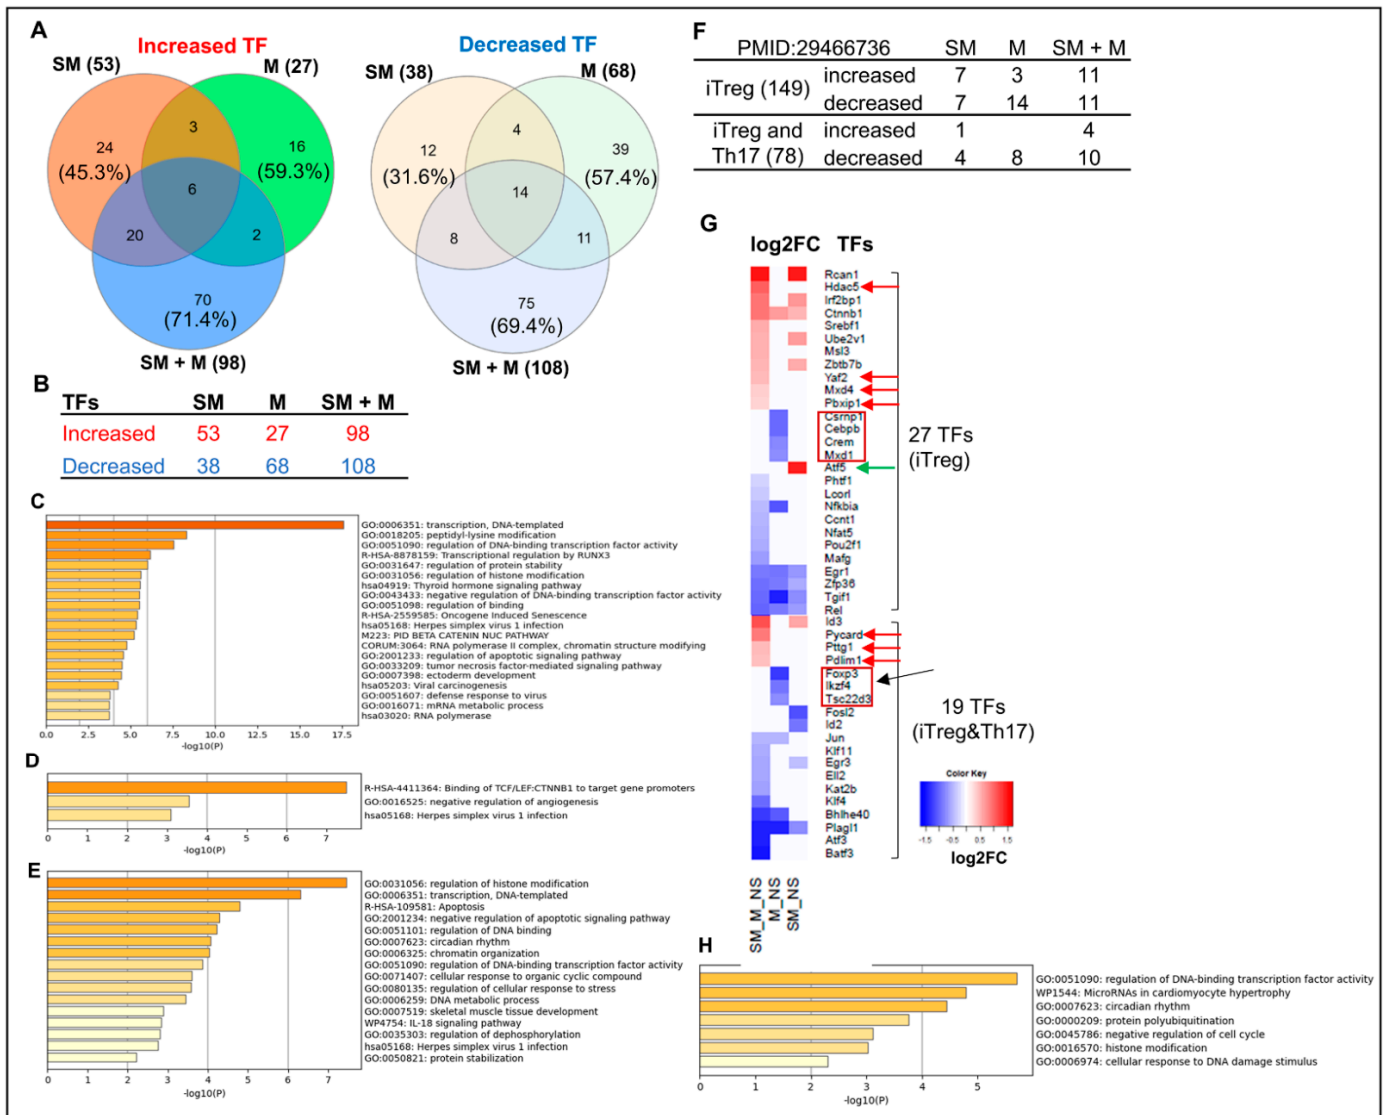 A
Increased TF
SM (53)
M (27)
3
24
(45.3%)
16
(59.3%)
6
20
2
70
(71.4%)
SM + M (98)
Decreased TF
SM (38)
M (68)
4
12
(31.6%)
39
(57.4%)
14
8
11
75
(69.4%)
SM + M (108)
B
TFs SM M SM + M
Increased 53 27 98
Decreased 38 68 108
C
GO:0006351: transcription, DNA-templated
GO:0018205: peptidyl-lysine modification
GO:0051090: regulation of DNA-binding transcription factor activity
R-HSA-8878159: Transcriptional regulation by RUNX3
GO:0031647: regulation of protein stability
GO:0031056: regulation of histone modification
hsa04919: Thyroid hormone signaling pathway
GO:0043433: negative regulation of DNA-binding transcription factor activity
GO:0051098: regulation of binding
R-HSA-2559585: Oncogene Induced Senescence
hsa05168: Herpes simplex virus 1 infection
M223: PID BETA CATENIN NUC PATHWAY
CORUM:3064: RNA polymerase II complex, chromatin structure modifying
GO:2001233: regulation of apoptotic signaling pathway
GO:0033209: tumor necrosis factor-mediated signaling pathway
GO:0007398: ectoderm development
hsa05203: Viral carcinogenesis
GO:0051607: defense response to virus
GO:0016071: mRNA metabolic process
hsa03020: RNA polymerase
0.0 2.5 5.0 7.5 10.0 12.5 15.0 17.5
-log10(P)
D
R-HSA-4411364: Binding of TCF/LEF:CTNNB1 to target gene promoters
GO:0016525: negative regulation of angiogenesis
hsa05168: Herpes simplex virus 1 infection
0 1 2 3 4 5 6 7
-log10(P)
E
GO:0031056: regulation of histone modification
GO:0006351: transcription, DNA-templated
R-HSA-109581: Apoptosis
GO:2001234: negative regulation of apoptotic signaling pathway
GO:0051101: regulation of DNA binding
GO:0007623: circadian rhythm
GO:0006325: chromatin organization
GO:0051090: regulation of DNA-binding transcription factor activity
GO:0071407: cellular response to organic cyclic compound
GO:0080135: regulation of cellular response to stress
GO:0006259: DNA metabolic process
GO:0007519: skeletal muscle tissue development
WP4754: IL-18 signaling pathway
GO:0035303: regulation of dephosphorylation
hsa05168: Herpes simplex virus 1 infection
GO:0050821: protein stabilization
0 1 2 3 4 5 6 7
-log10(P)
F
PMID:29466736 SM M SM + M
iTreg (149)
increased 7 3 11
decreased 7 14 11
iTreg and
Th17 (78)
increased 1 4
decreased 4 8 10
G
log2FC TFs
Rcan1
Hdac5
Irf2bp1
Ctnnb1
Srebf1
Ube2v1
Msl3
Zbtb7b
Yaf2
Mxd4
Pbxip1
Csrnp1
Cebpb
Crem
Mxd1
Atf5
Phtf1
Lcorl
Nfkbia
Ccnt1
Nfat5
Pou2f1
Mafg
Egr1
Zfp36
Tgif1
Rel
Id3
Pycard
Pttg1
Pdlim1
Foxp3
Ikzf4
Tsc22d3
Fosl2
Id2
Jun
Klf11
Egr3
Ell2
Kat2b
Klf4
Bhlhe40
Plagl1
Atf3
Batf3
27 TFs
(iTreg)
19 TFs
(iTreg&Th17)
Color Key
-1.5 -0.5 0.5 1.5
log2FC
SM_M_NS
M_NS
SM_NS
H
GO:0051090: regulation of DNA-binding transcription factor activity
WP1544: MicroRNAs in cardiomyocyte hypertrophy
GO:0007623: circadian rhythm
GO:0000209: protein polyubiquitination
GO:0045786: negative regulation of cell cycle
GO:0016570: histone modification
GO:0006974: cellular response to DNA damage stimulus
0 1 2 3 4 5
-log10(P)